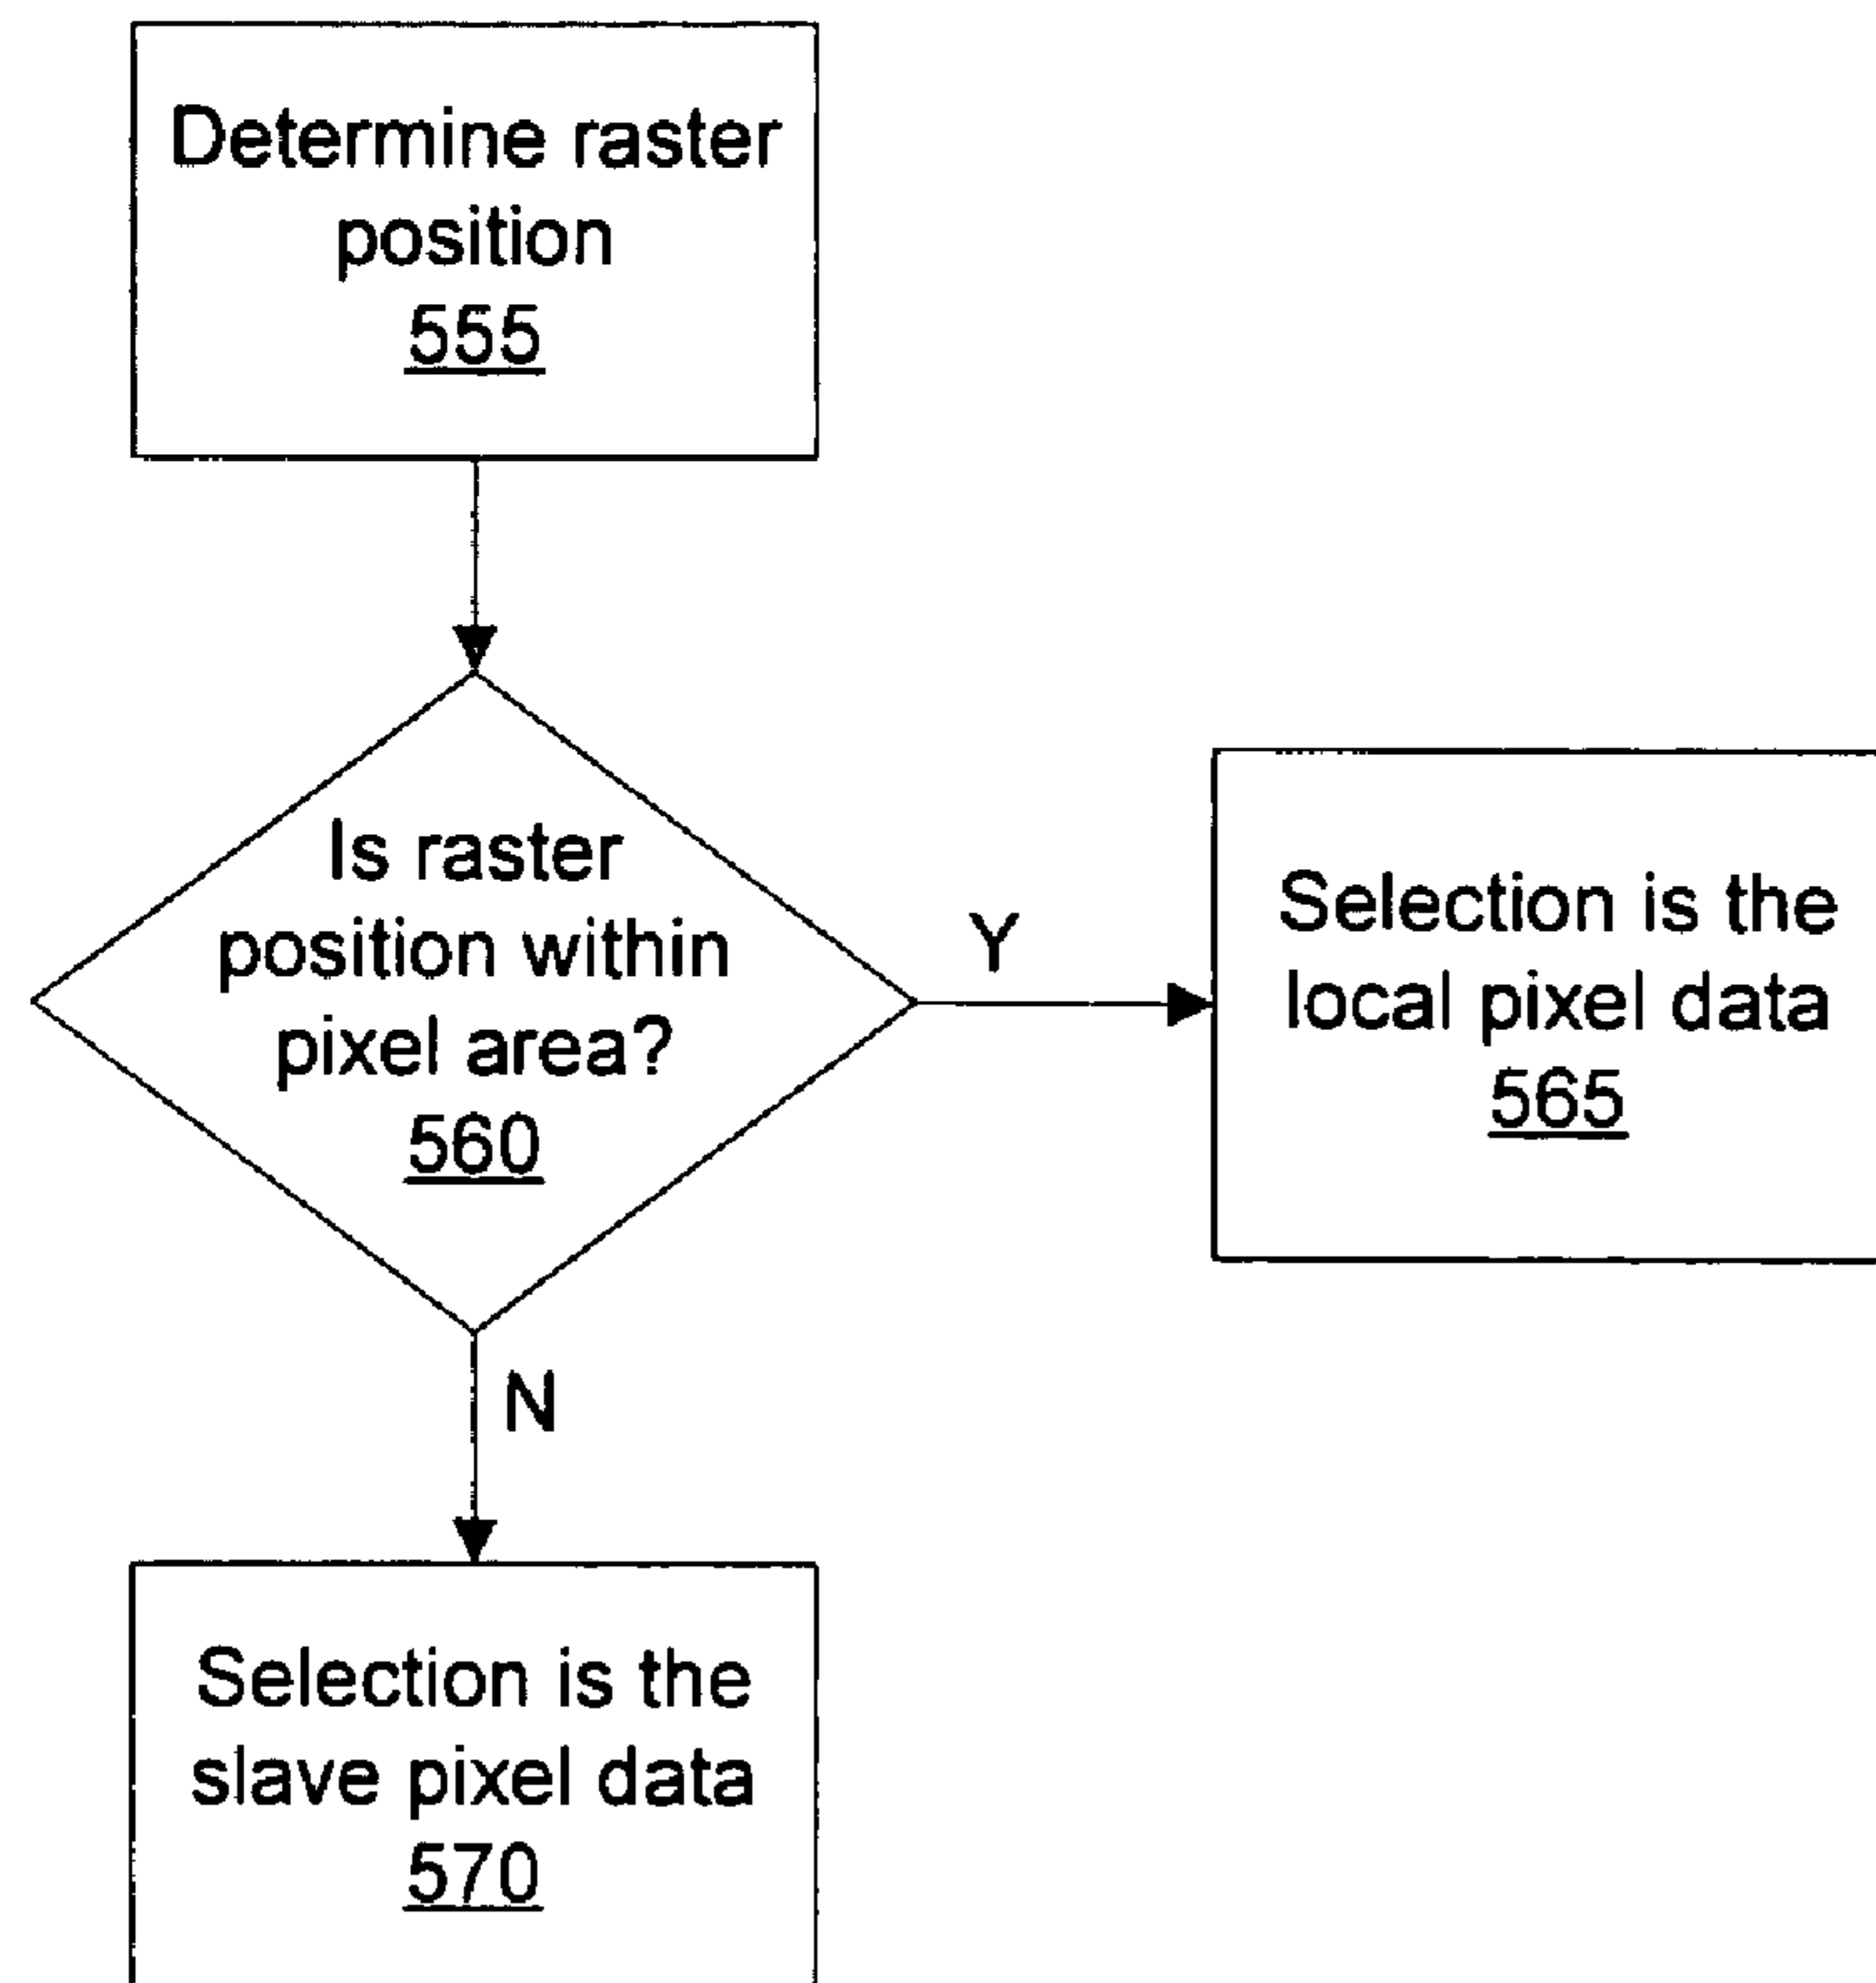 Determine raster
position
555
Is raster
position within
pixel area?
560
Y
Selection is the
local pixel data
565
N
Selection is the
slave pixel data
570